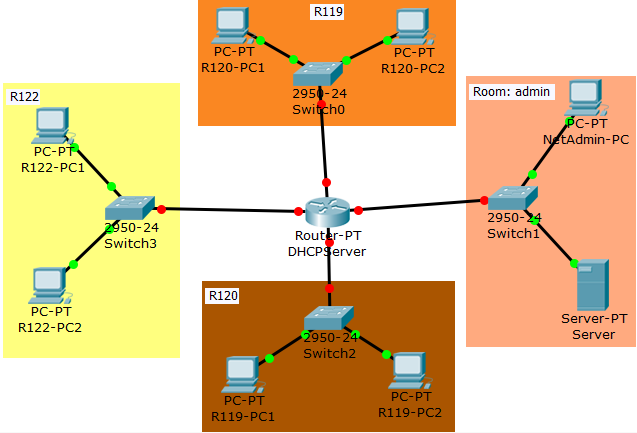 R119
PC-PT
R120-PC1
PC-PT
R120-PC2
2950-24
Switch0
R122
PC-PT
R122-PC1
2950-24
Switch3
PC-PT
R122-PC2
Router-PT
DHCPServer
Room: admin
PC-PT
NetAdmin-PC
2950-24
Switch1
Server-PT
Server
R120
2950-24
Switch2
PC-PT
R119-PC1
PC-PT
R119-PC2